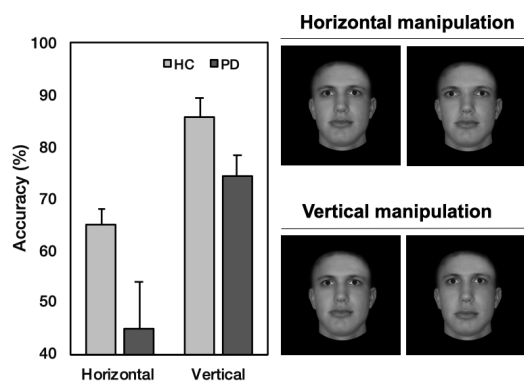 100
90
80
70
60
50
40
Accuracy (%)
HC PD
Horizontal Vertical
Horizontal manipulation
Vertical manipulation